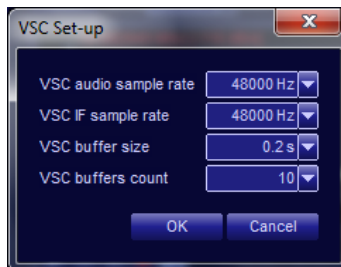 VSC Set-up
VSC audio sample rate 48000 Hz
VSC IF sample rate 48000 Hz
VSC buffer size 0.2 s
VSC buffers count 10
OK Cancel